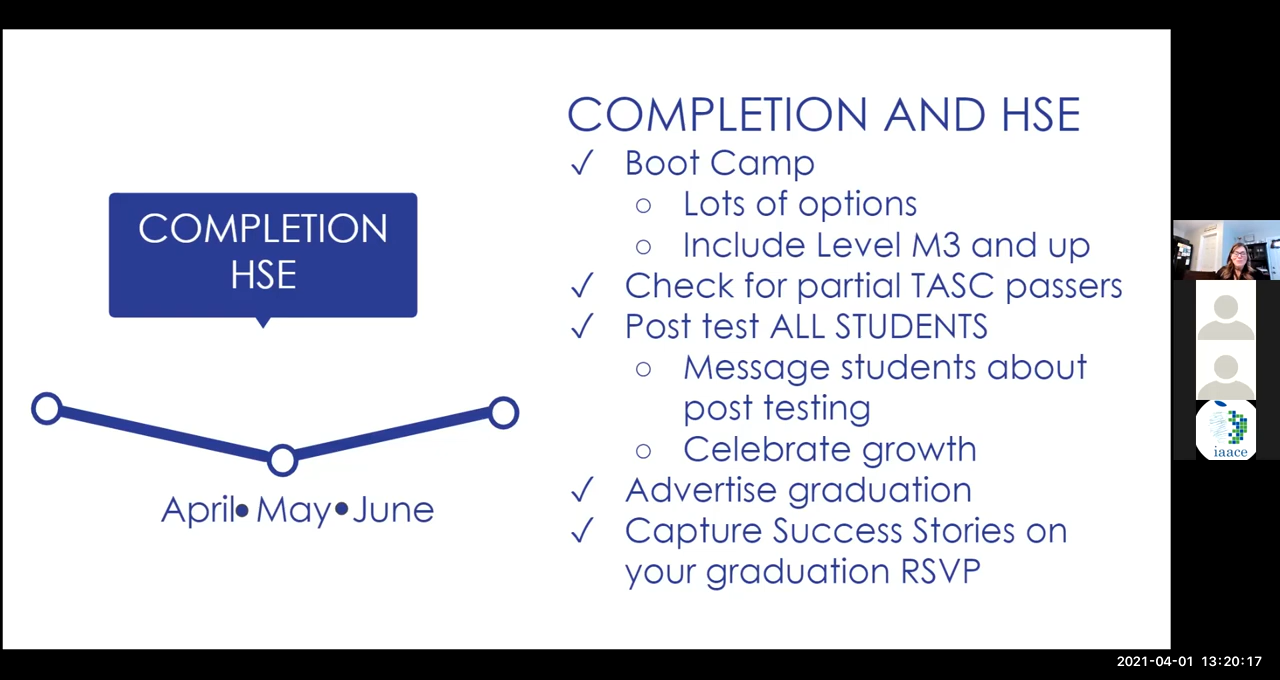 COMPLETION AND HSE
✓ Boot Camp
○ Lots of options
○ Include Level M3 and up
✓ Check for partial TASC passers
✓ Post test ALL STUDENTS
○ Message students about
post testing
○ Celebrate growth
✓ Advertise graduation
✓ Capture Success Stories on
your graduation RSVP
COMPLETION
HSE
April•May•June
iaace
2021-04-01 13:20:17